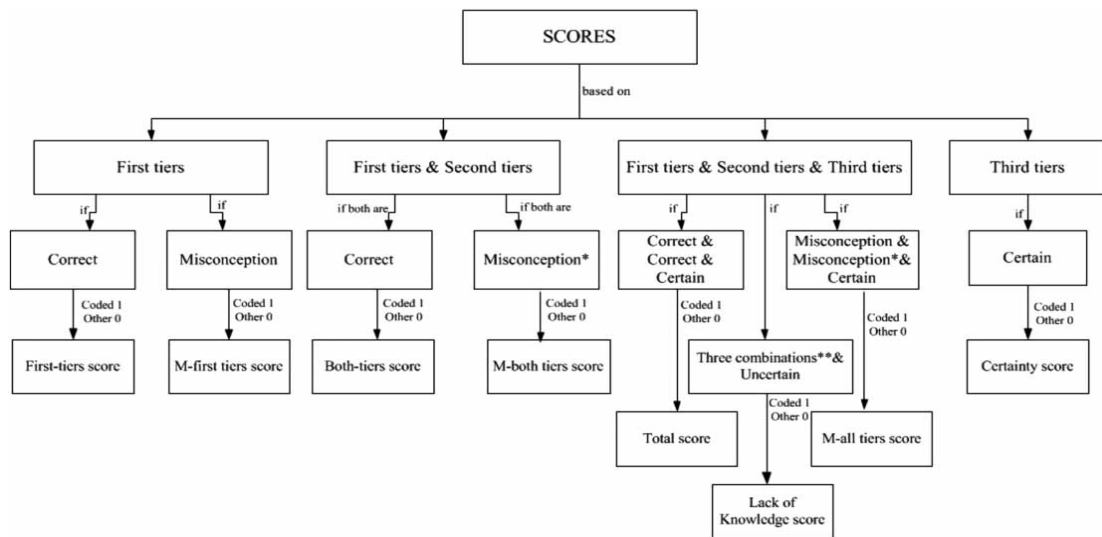 SCORES
based on
First tiers
First tiers & Second tiers
First tiers & Second tiers & Third tiers
Third tiers
if
if
if both are
if both are
if
if
if
if
Correct
Misconception
Correct
Misconception*
Correct &
Correct &
Certain
Misconception &
Misconception*&
Certain
Certain
Coded 1
Other 0
Coded 1
Other 0
Coded 1
Other 0
Coded 1
Other 0
Coded 1
Other 0
Coded 1
Other 0
Coded 1
Other 0
First-tiers score
M-first tiers score
Both-tiers score
M-both tiers score
Three combinations**&
Uncertain
Certainty score
Coded 1
Other 0
Total score
M-all tiers score
Lack of
Knowledge score